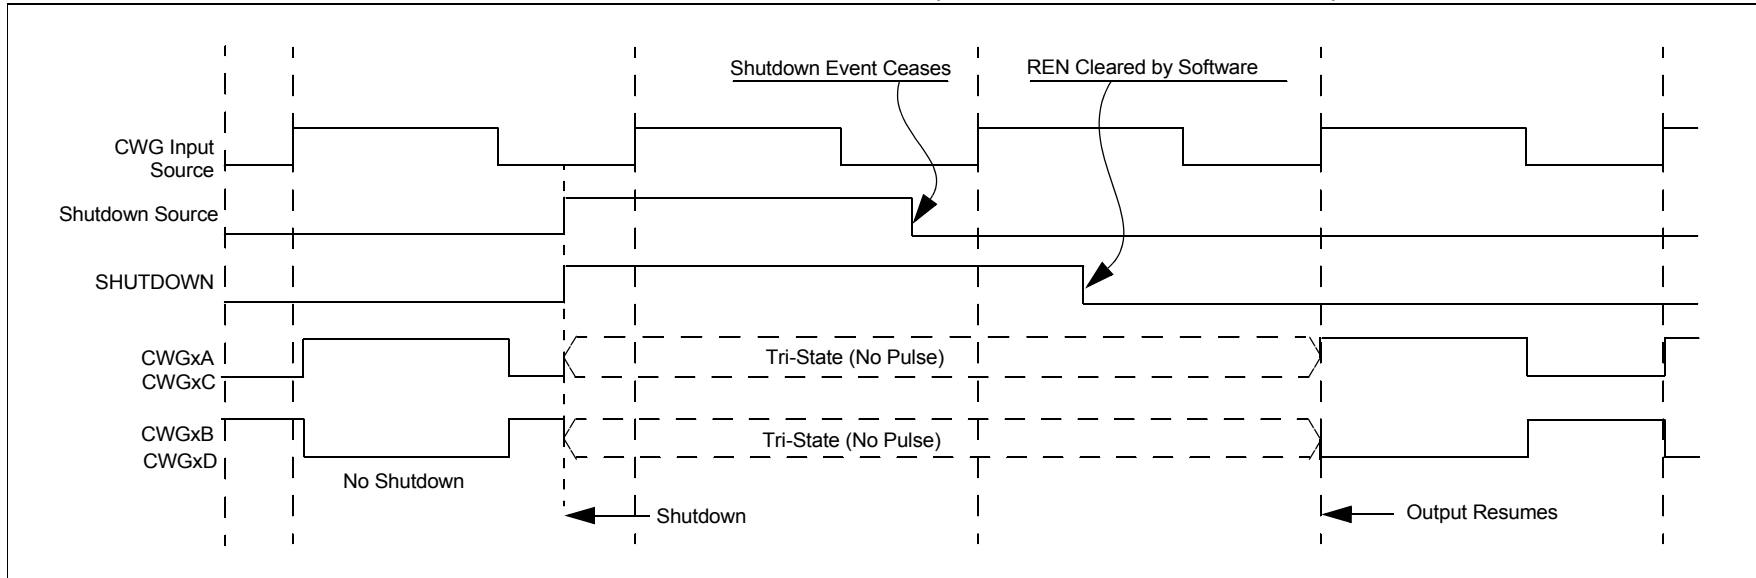 Shutdown Event Ceases
REN Cleared by Software
CWG Input
Source
Shutdown Source
SHUTDOWN
CWGxA
CWGxC
Tri-State (No Pulse)
CWGxB
CWGxD
Tri-State (No Pulse)
No Shutdown
Shutdown
Output Resumes